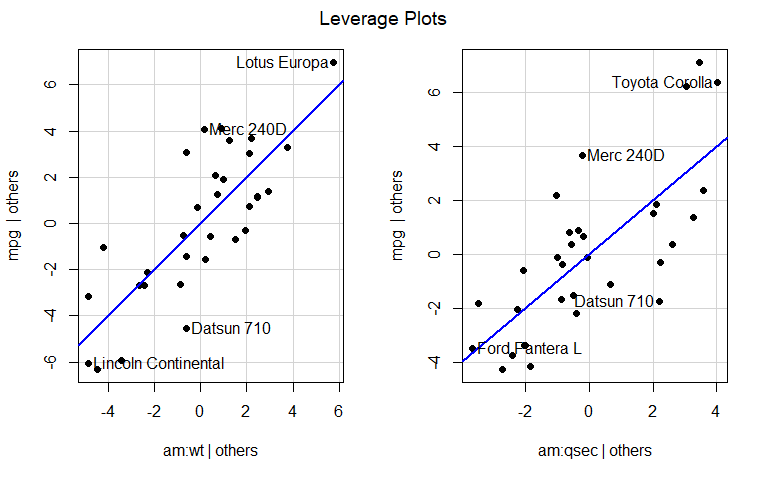 Leverage Plots
Lotus Europa
Merc 240D
Datsun 710
Lincoln Continental
mpg | others
6
4
2
0
-2
-4
-6
-4
-2
0
2
4
6
am:wt | others
Toyota Corolla
Merc 240D
Datsun 710
Ford Pantera L
mpg | others
6
4
2
0
-2
-4
-2
0
2
4
am:qsec | others